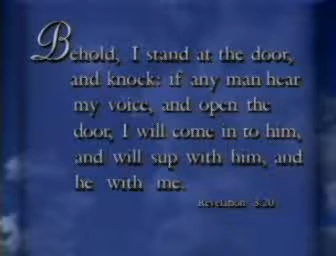 Behold, I stand at the door,
and knock: if any man hear
my voice, and open the
door, I will come in to him,
and will sup with him, and
he with me.
Revelation 3:20